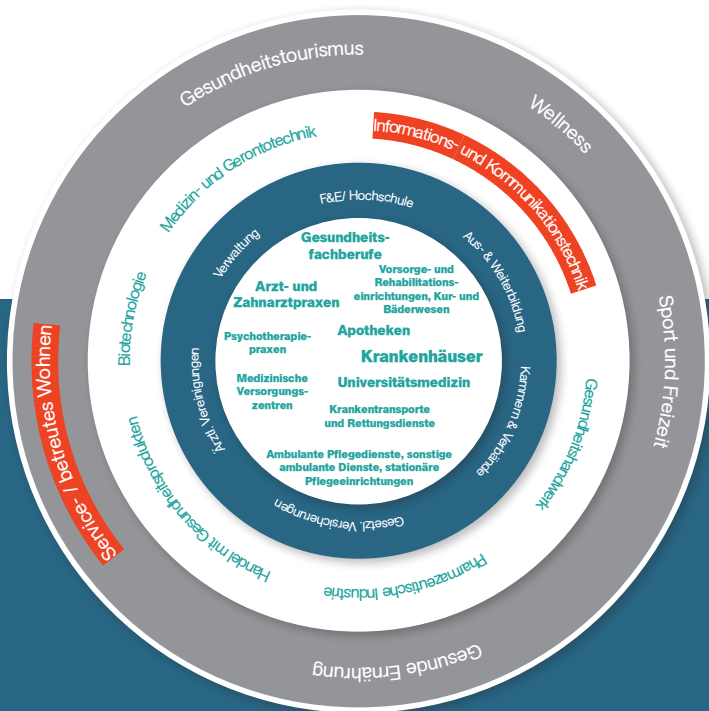 Gesundheitstourismus
Wellness
Sport und Freizeit
Gesunde Ernährung
Service- / betreutes Wohnen
Medizin- und Gerontotechnik
Informations- und Kommunikationstechnik
Gesundheitshandwerk
Pharmazeutische Industrie
Handel mit Gesundheitsprodukten
Biotechnologie
F&E/ Hochschule
Aus- & Weiterbildung
Kammern & Verbände
Gesetzl. Versicherungen
Ärztl. Vereinigungen
Verwaltung
Gesundheits-
fachberufe
Vorsorge- und
Rehabilitations-
einrichtungen, Kur- und
Bäderwesen
Arzt- und
Zahnarztpraxen
Apotheken
Psychotherapie-
praxen
Krankenhäuser
Medizinische
Versorgungs-
zentren
Universitätsmedizin
Krankentransporte
und Rettungsdienste
Ambulante Pflegedienste, sonstige
ambulante Dienste, stationäre
Pflegeeinrichtungen